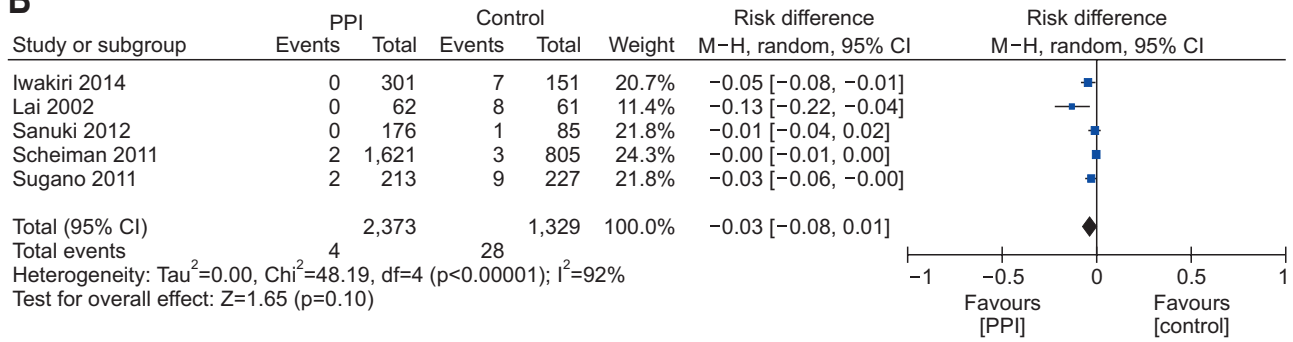 B
PPI Control Risk difference Risk difference
Study or subgroup Events Total Events Total Weight M−H, random, 95% CI M−H, random, 95% CI
Iwakiri 2014 0 301 7 151 20.7% −0.05 [−0.08, −0.01]
Lai 2002 0 62 8 61 11.4% −0.13 [−0.22, −0.04]
Sanuki 2012 0 176 1 85 21.8% −0.01 [−0.04, 0.02]
Scheiman 2011 2 1,621 3 805 24.3% −0.00 [−0.01, 0.00]
Sugano 2011 2 213 9 227 21.8% −0.03 [−0.06, −0.00]
Total (95% CI) 2,373 1,329 100.0% −0.03 [−0.08, 0.01]
Total events 4 28
Heterogeneity: Tau²=0.00, Chi²=48.19, df=4 (p<0.00001); I²=92%
Test for overall effect: Z=1.65 (p=0.10)
−1 −0.5 0 0.5 1
Favours Favours
[PPI] [control]